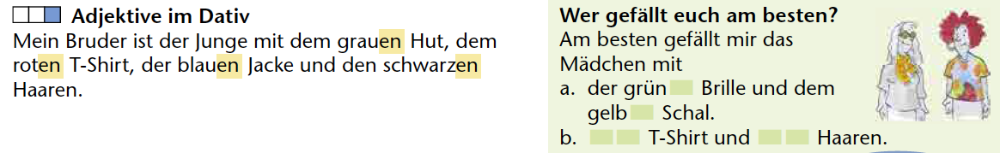 Adjektive im Dativ
Mein Bruder ist der Junge mit dem grauen Hut, dem
roten T-Shirt, der blauen Jacke und den schwarzen
Haaren.
Wer gefällt euch am besten?
Am besten gefällt mir das
Mädchen mit
a. der grün Brille und dem
gelb Schal.
b. T-Shirt und Haaren.